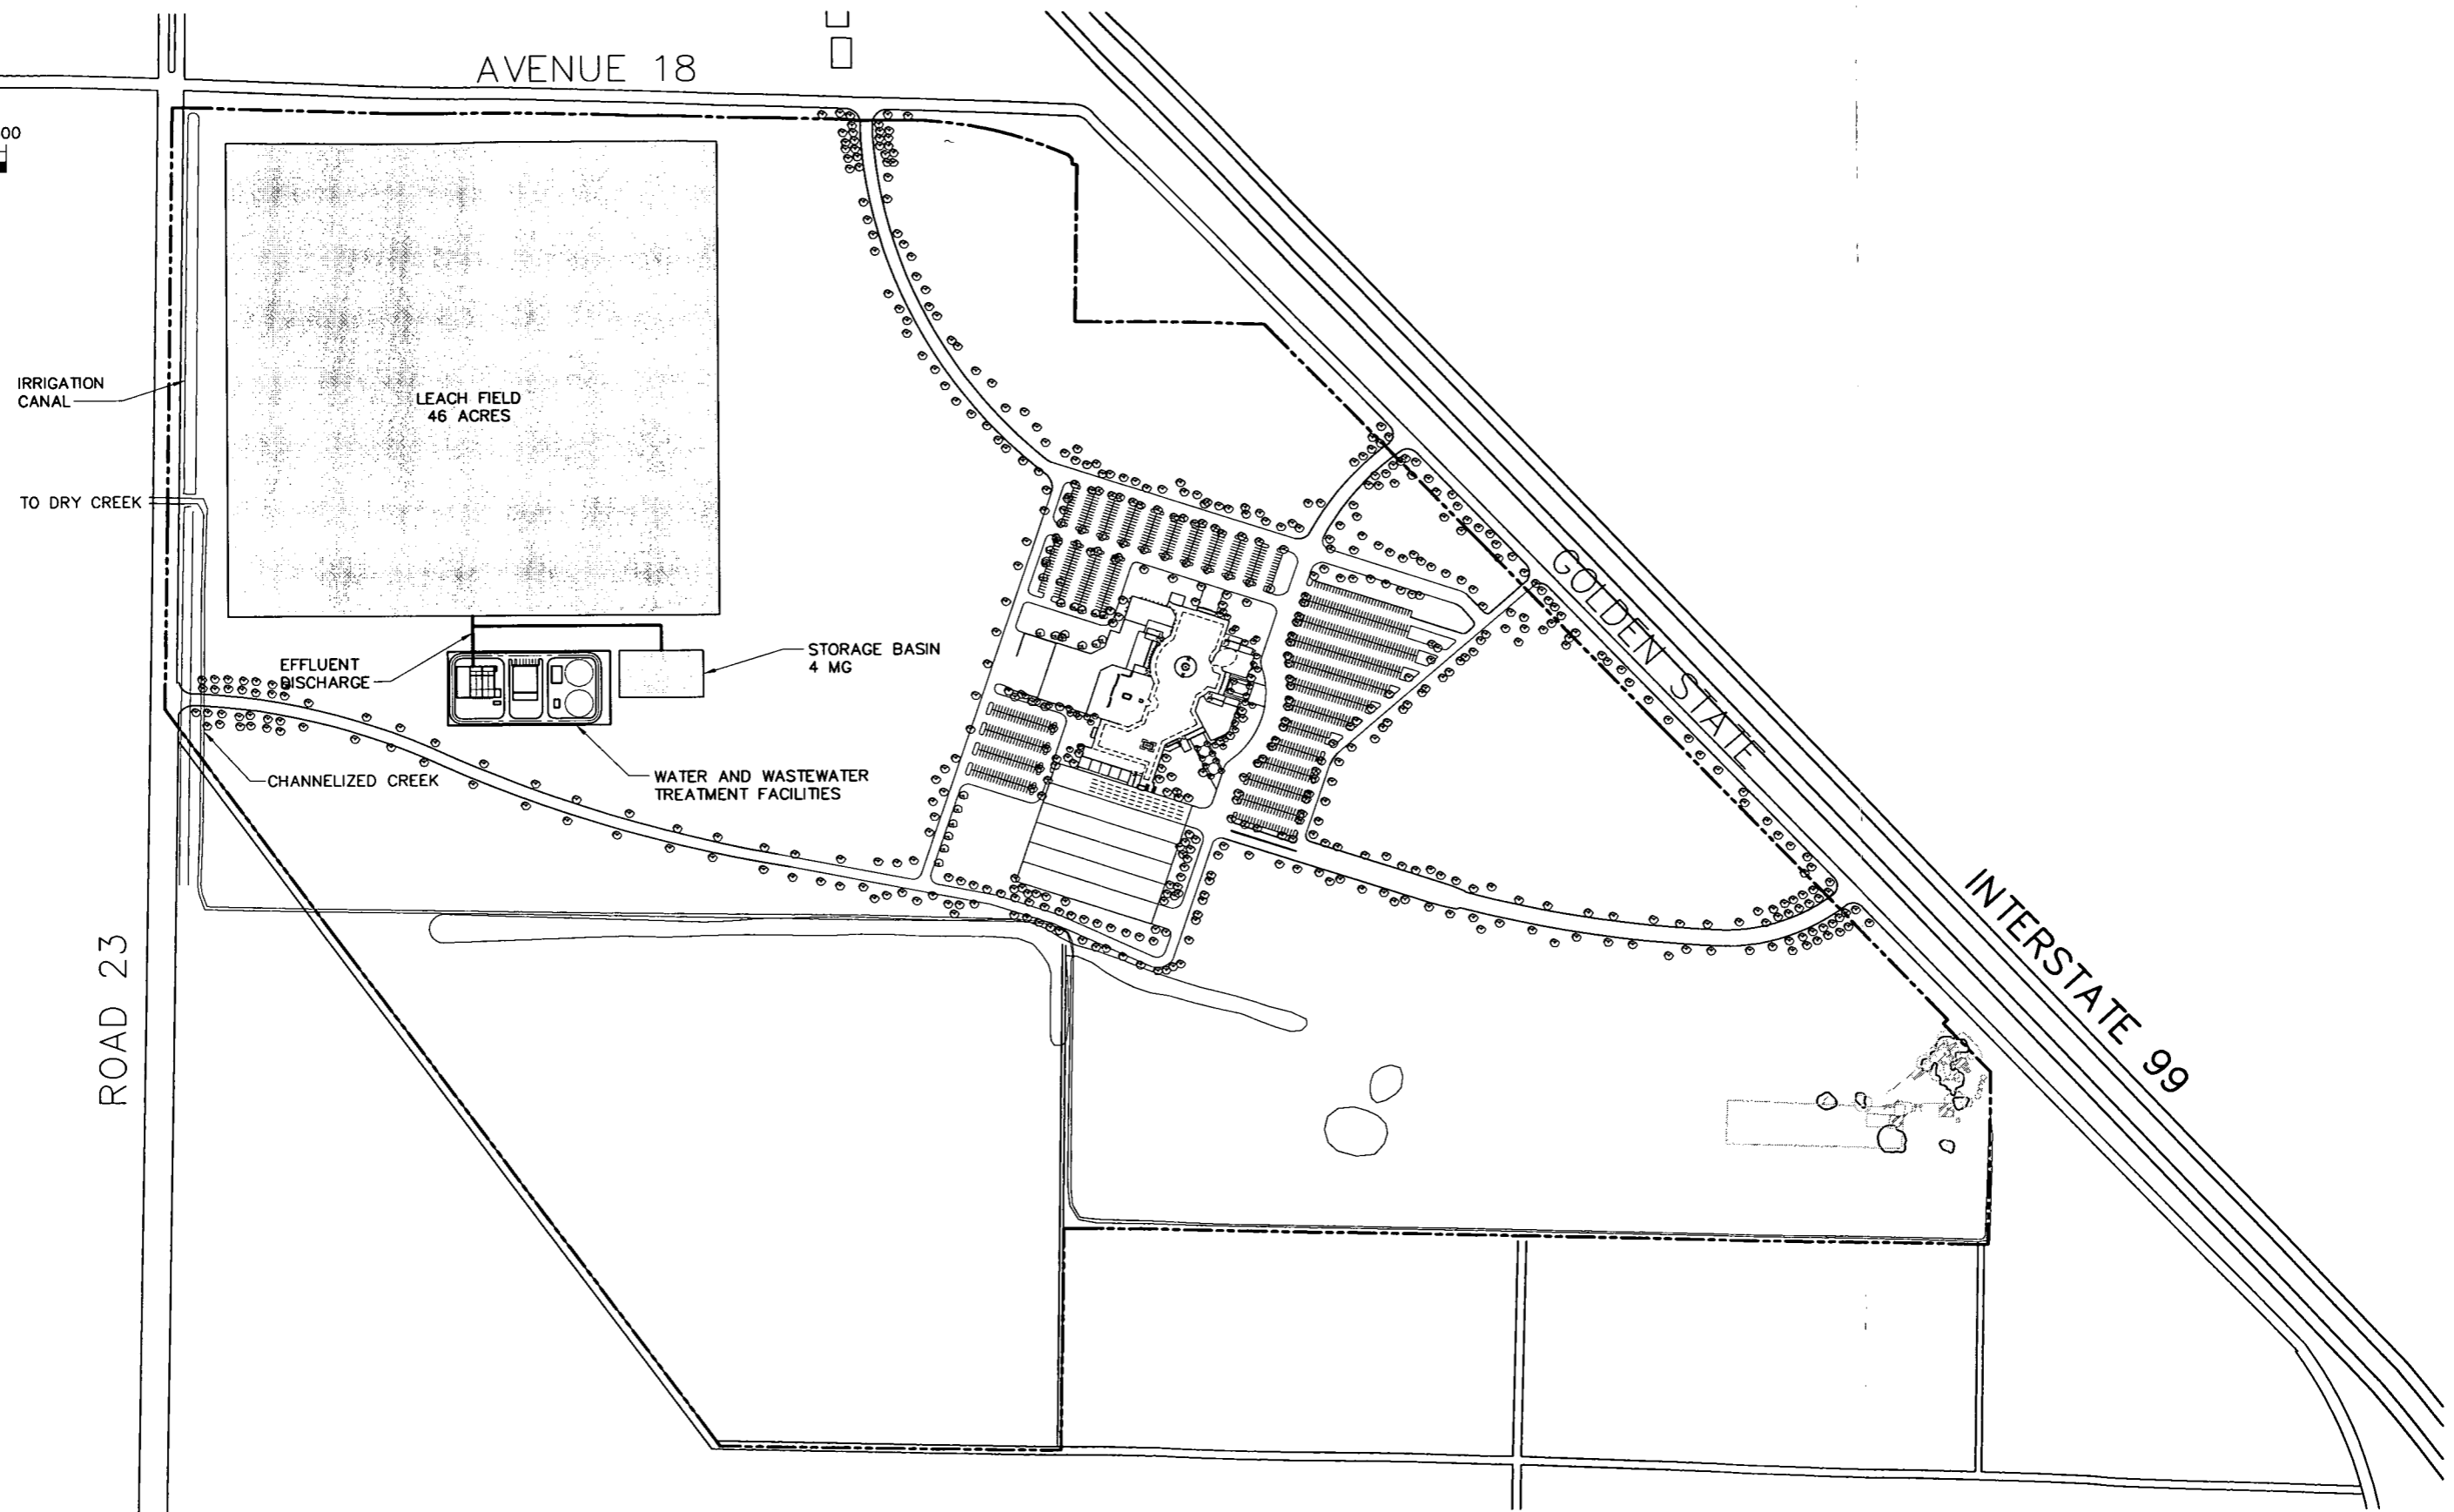 AVENUE 18
00
IRRIGATION
CANAL
LEACH FIELD
46 ACRES
TO DRY CREEK
EFFLUENT
DISCHARGE
STORAGE BASIN
4 MG
CHANNELIZED CREEK
WATER AND WASTEWATER
TREATMENT FACILITIES
GOLDEN STATE
INTERSTATE 99
ROAD 23